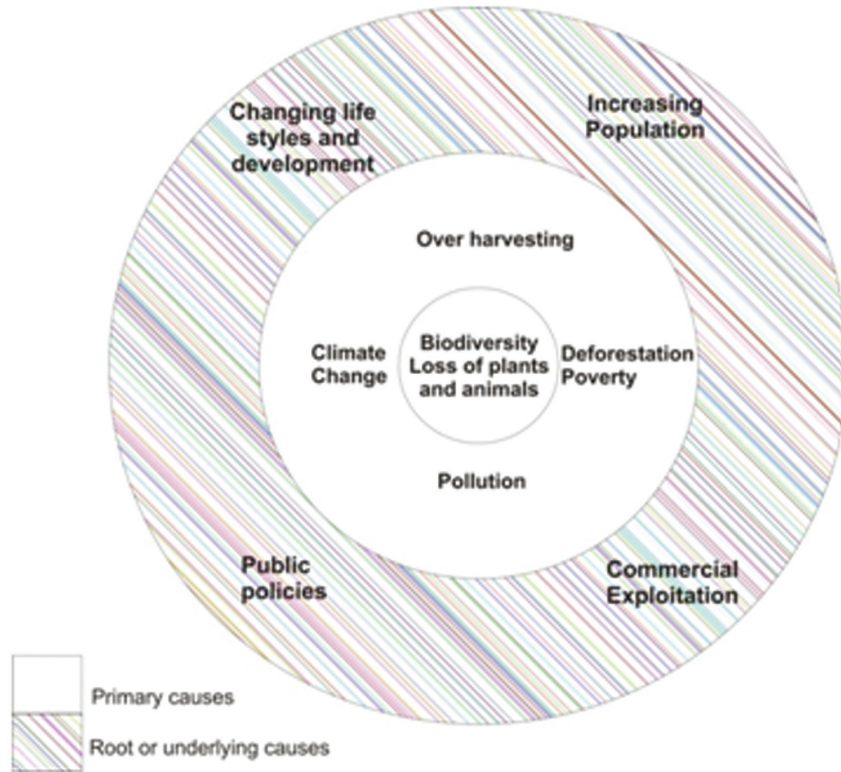 Changing life
styles and
development
Increasing
Population
Over harvesting
Climate
Change
Biodiversity
Loss of plants
and animals
Deforestation
Poverty
Pollution
Public
policies
Commercial
Exploitation
Primary causes
Root or underlying causes